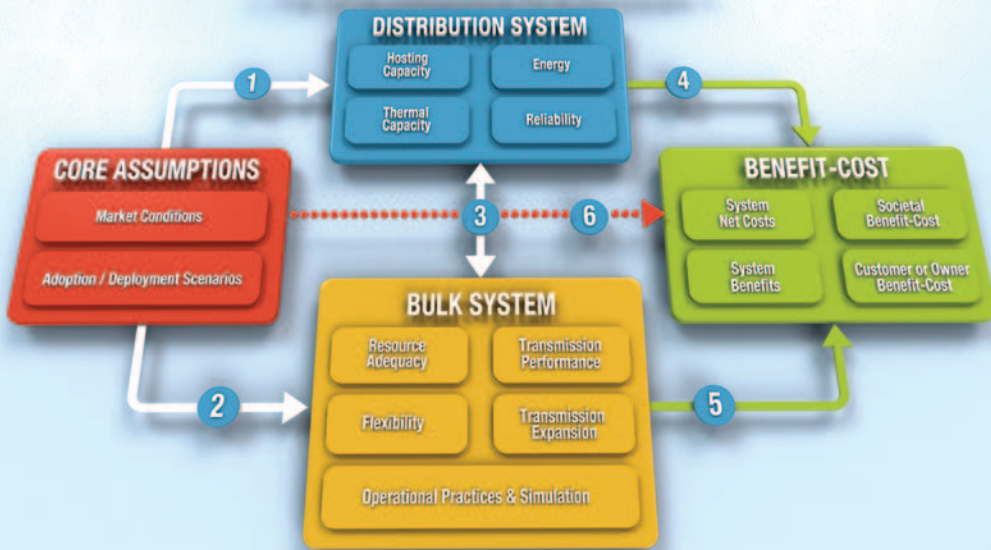 DISTRIBUTION SYSTEM
Hosting
Capacity
Energy
Thermal
Capacity
Reliability
1
4
CORE ASSUMPTIONS
Market Conditions
Adoption / Deployment Scenarios
3
6
BENEFIT-COST
System
Net Costs
Societal
Benefit-Cost
System
Benefits
Customer or Owner
Benefit-Cost
BULK SYSTEM
Resource
Adequacy
Transmission
Performance
Flexibility
Transmission
Expansion
Operational Practices & Simulation
2
5